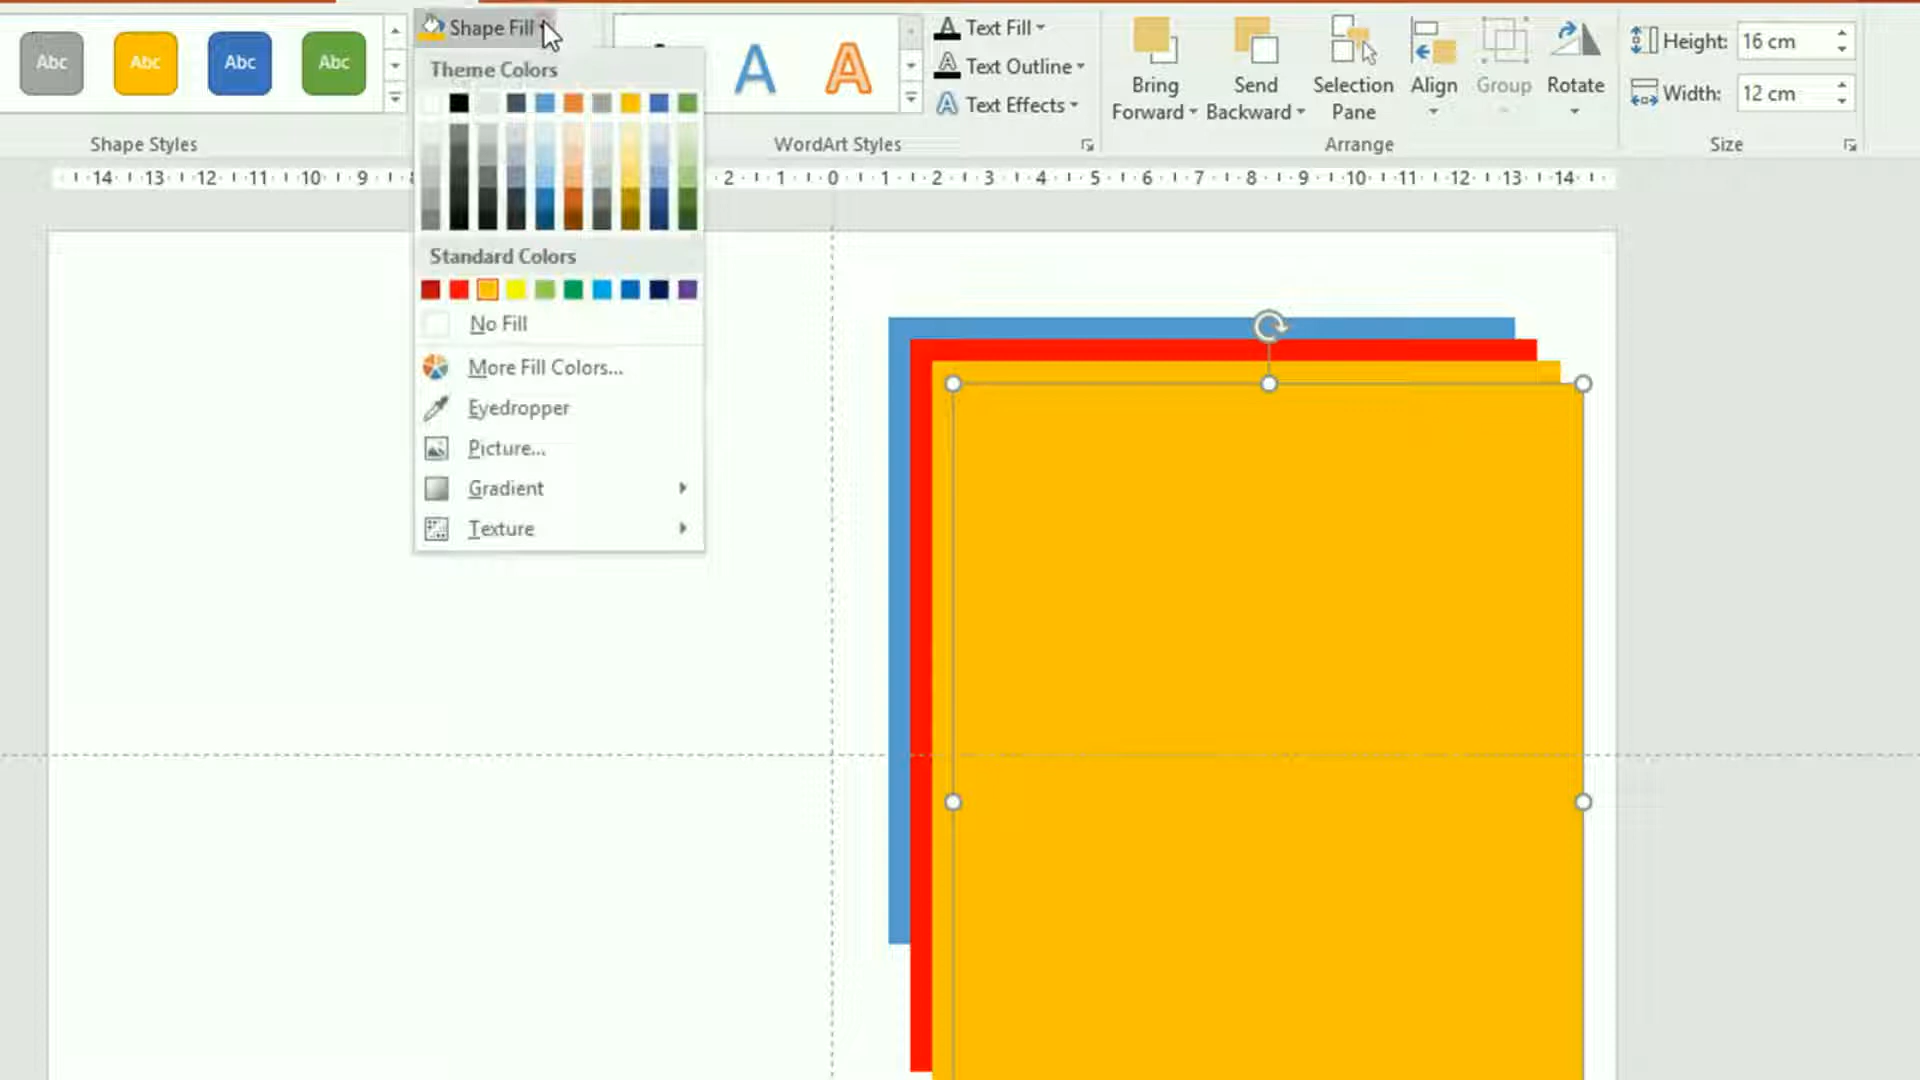 Abc Abc Abc Abc
Shape Styles
Shape Fill
Theme Colors
Standard Colors
No Fill
More Fill Colors...
Eyedropper
Picture...
Gradient
Texture
A A
WordArt Styles
A Text Fill
A Text Outline
A Text Effects
Bring
Forward
Send
Backward
Selection
Pane
Align
Group
Rotate
Arrange
Height: 16 cm
Width: 12 cm
Size
14 13 12 11 10 9 2 1 0 1 2 3 4 5 6 7 8 9 10 11 12 13 14